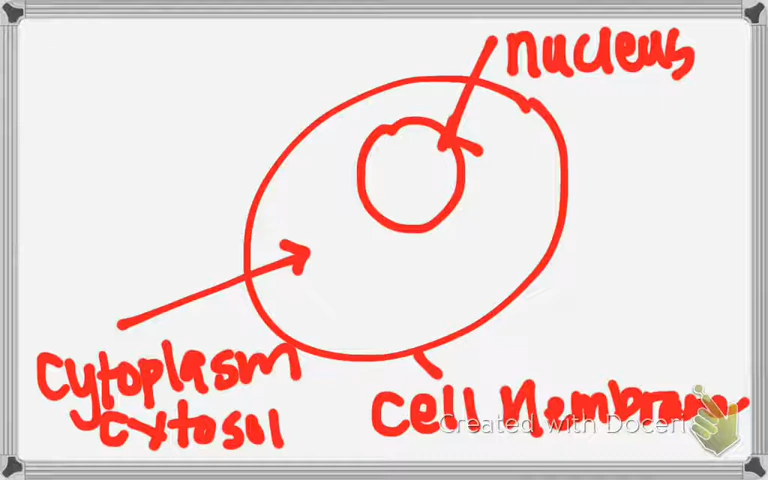 nucleus
cytoplasm
cytosol
cell Membrane
Created with Doceri